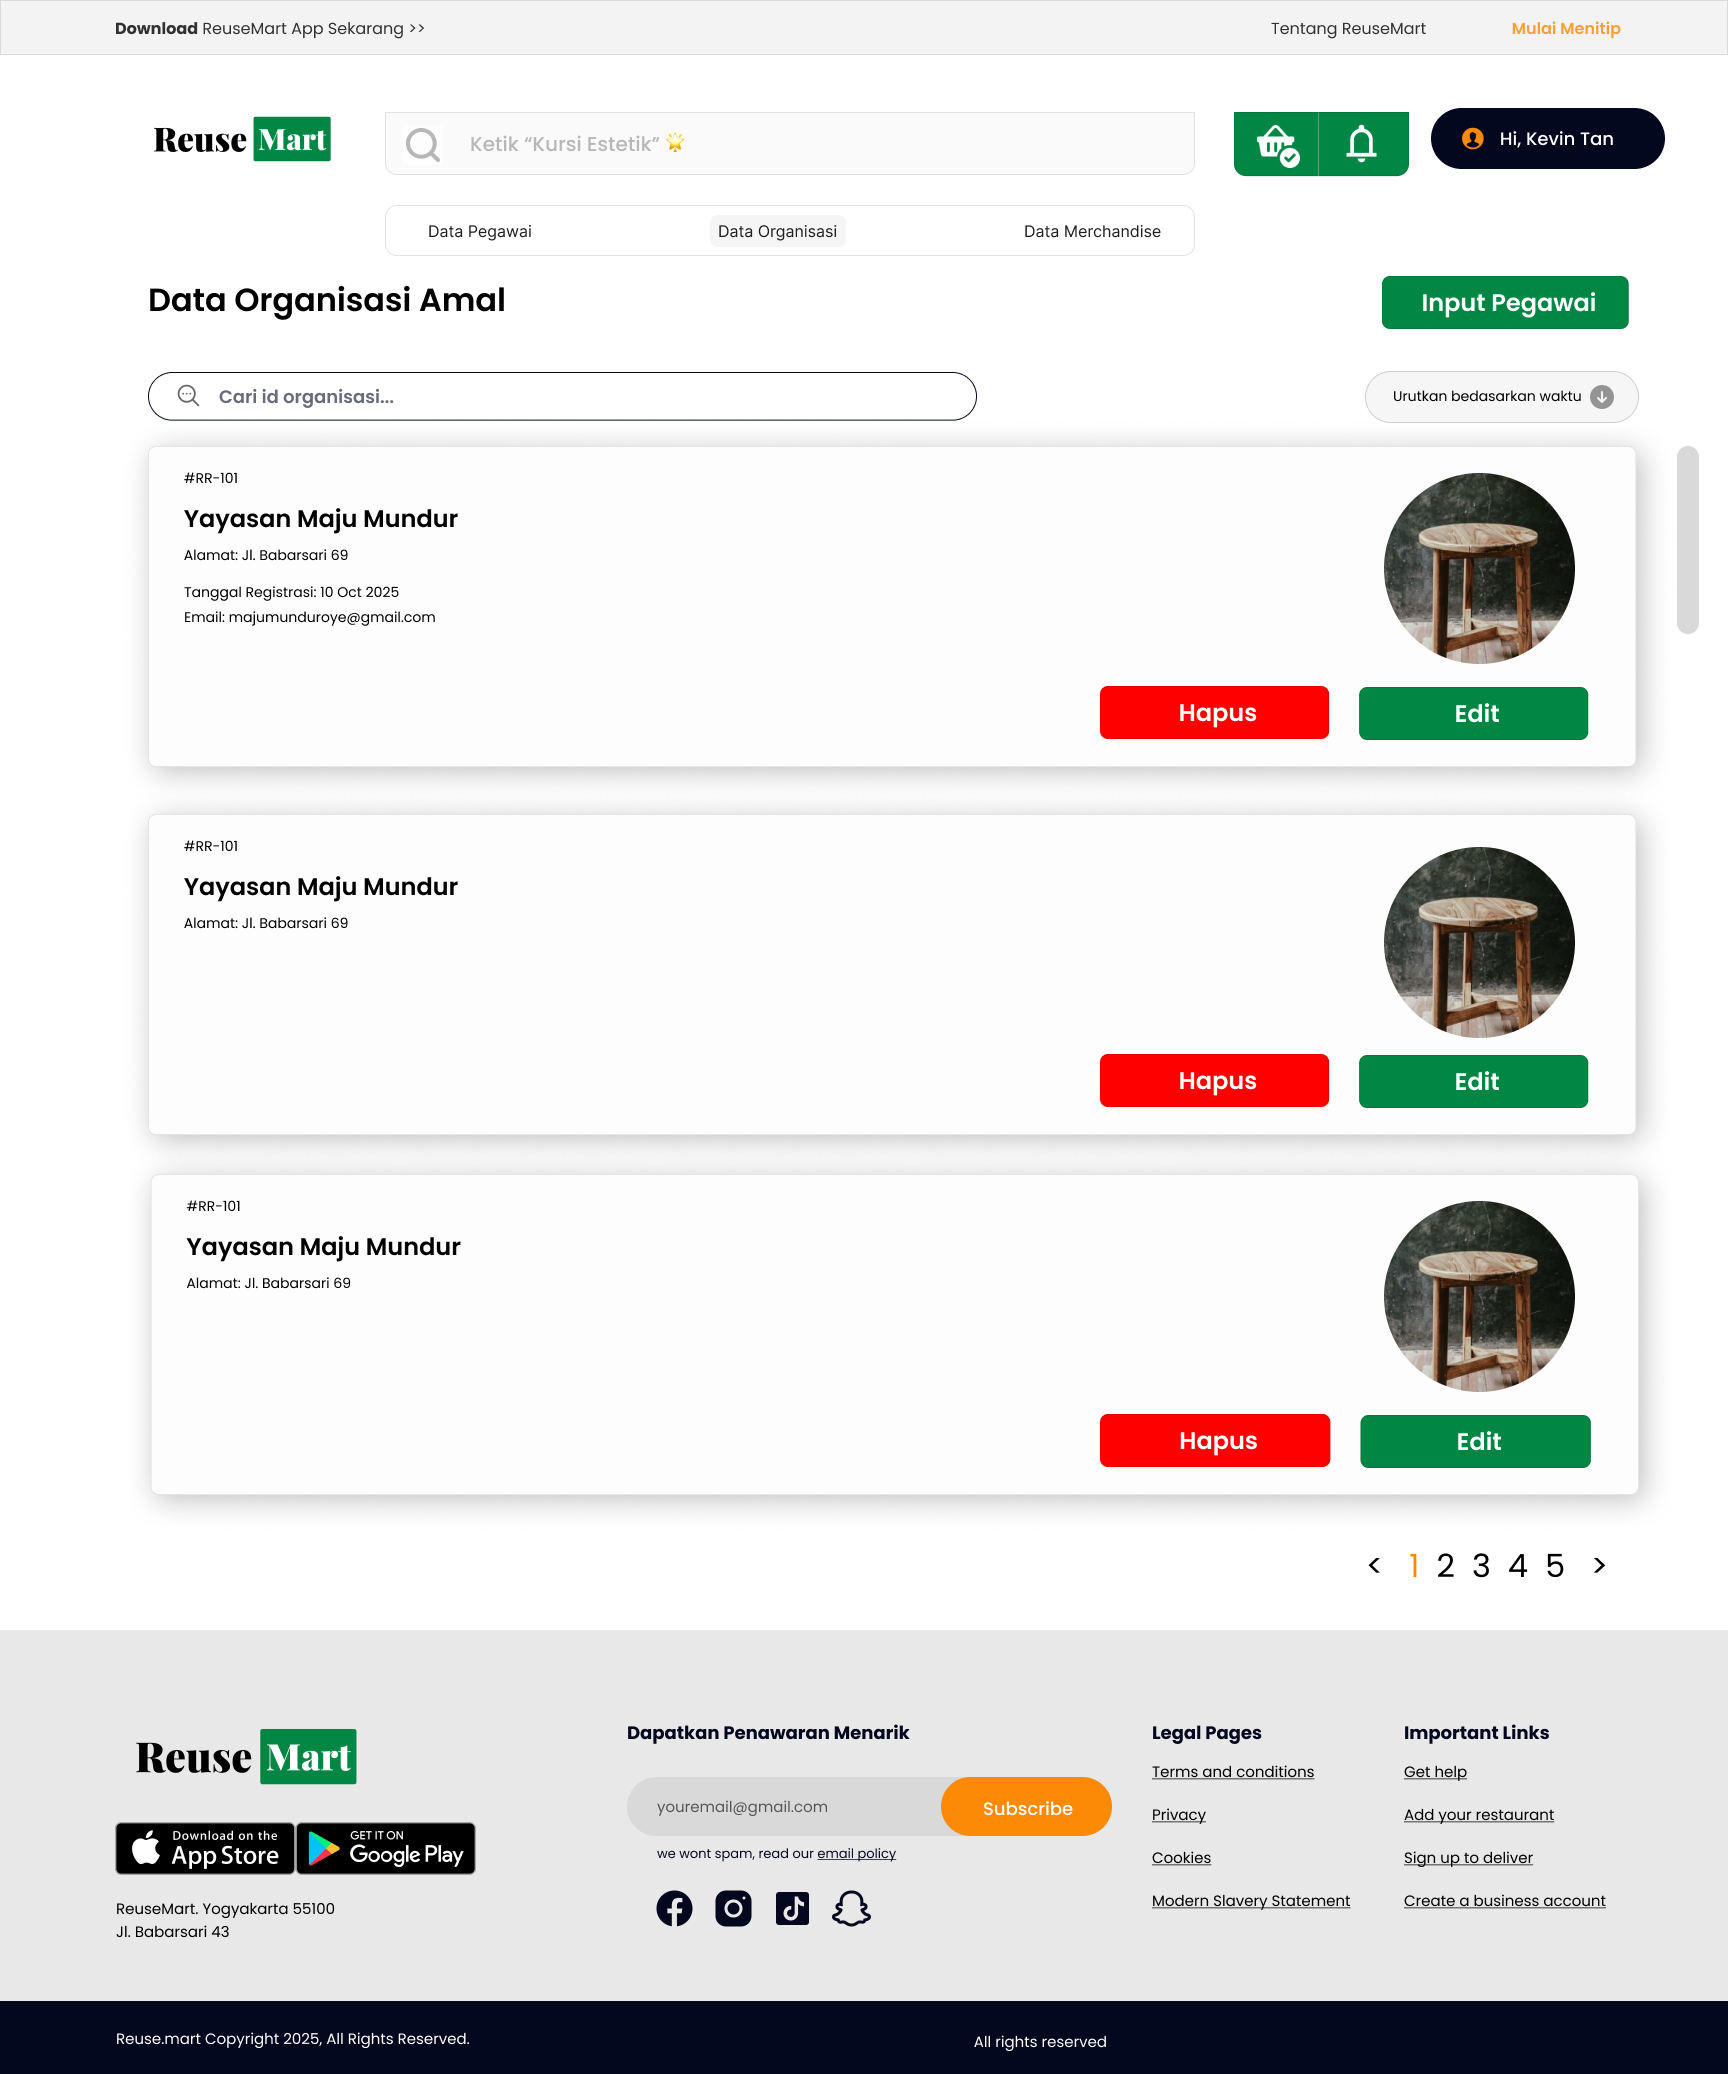 Download ReuseMart App Sekarang >>
Tentang ReuseMart
Mulai Menitip
Reuse Mart
Ketik “Kursi Estetik” 🌟
Hi, Kevin Tan
Data Pegawai
Data Organisasi
Data Merchandise
Data Organisasi Amal
Input Pegawai
Cari id organisasi...
Urutkan bedasarkan waktu
#RR-101
Yayasan Maju Mundur
Alamat: Jl. Babarsari 69
Tanggal Registrasi: 10 Oct 2025
Email: majumunduroye@gmail.com
Hapus
Edit
#RR-101
Yayasan Maju Mundur
Alamat: Jl. Babarsari 69
Hapus
Edit
#RR-101
Yayasan Maju Mundur
Alamat: Jl. Babarsari 69
Hapus
Edit
< 1 2 3 4 5 >
Reuse Mart
Download on the
App Store
GET IT ON
Google Play
ReuseMart. Yogyakarta 55100
Jl. Babarsari 43
Dapatkan Penawaran Menarik
youremail@gmail.com
Subscribe
we wont spam, read our email policy
Legal Pages
Terms and conditions
Privacy
Cookies
Modern Slavery Statement
Important Links
Get help
Add your restaurant
Sign up to deliver
Create a business account
Reuse.mart Copyright 2025, All Rights Reserved.
All rights reserved